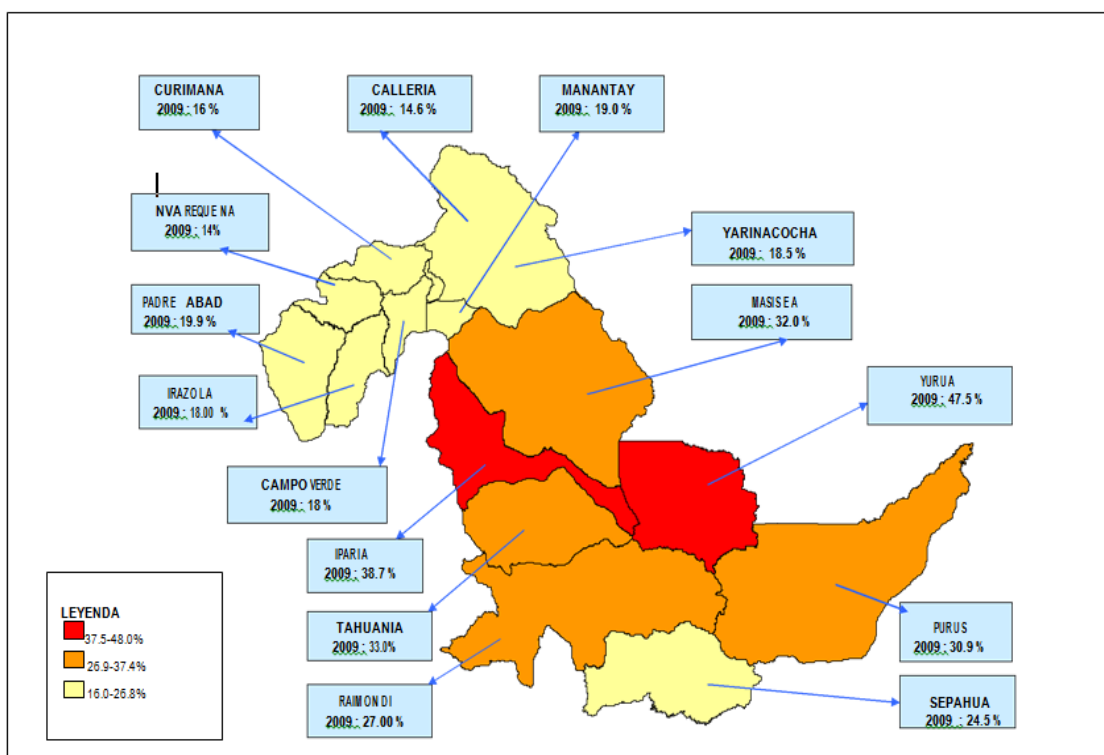 CURIMANA
2009 : 16 %
CALLERIA
2009 : 14.6 %
MANANTAY
2009 : 19.0 %
NVA REQUENA
2009 : 14%
YARINACOCHA
2009 : 18.5 %
PADRE ABAD
2009 : 19.9 %
MASISEA
2009 : 32.0 %
IRAZOLA
2009 : 18.00 %
YURUA
2009 : 47.5 %
CAMPO VERDE
2009 : 18 %
IPARIA
2009 : 38.7 %
TAHUANIA
2009 : 33.0%
PURUS
2009 : 30.9 %
RAIMONDI
2009 : 27.00 %
SEPAHUA
2009 : 24.5 %
LEYENDA
37.5-48.0%
26.9-37.4%
16.0-26.8%